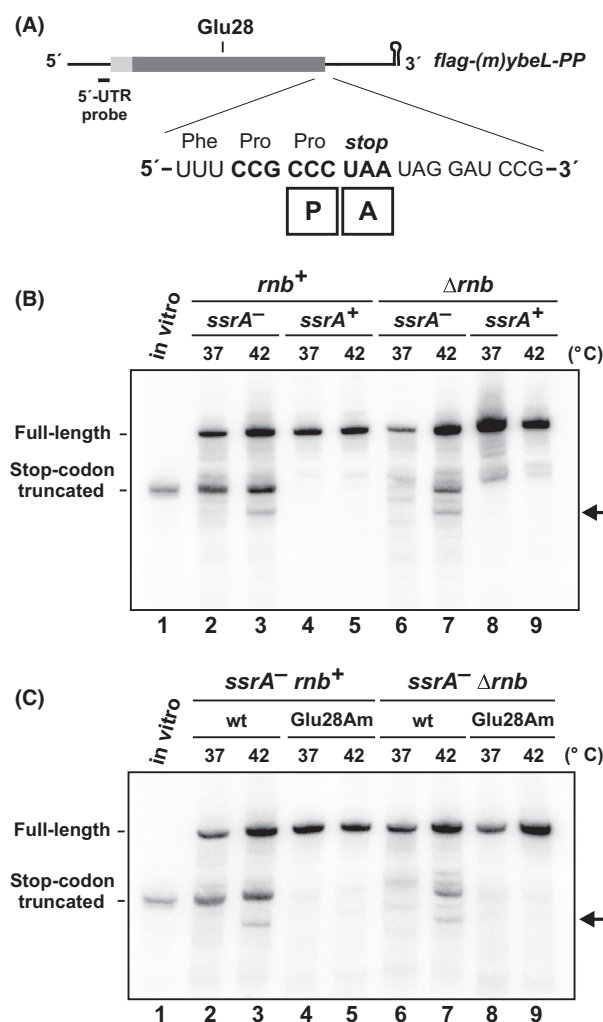 (A)
Glu28
5´ 3´ flag-(m)ybeL-PP
5´-UTR
probe
Phe Pro Pro stop
5´–UUU CCG CCC UAA UAG GAU CCG–3´
P A
(B)
rnb+ Δrnb
in vitro ssrA– ssrA+ ssrA– ssrA+
37 42 37 42 37 42 37 42 (°C)
Full-length
Stop-codon
truncated
1 2 3 4 5 6 7 8 9
(C)
ssrA– rnb+ ssrA– Δrnb
in vitro wt Glu28Am wt Glu28Am
37 42 37 42 37 42 37 42 (° C)
Full-length
Stop-codon
truncated
1 2 3 4 5 6 7 8 9